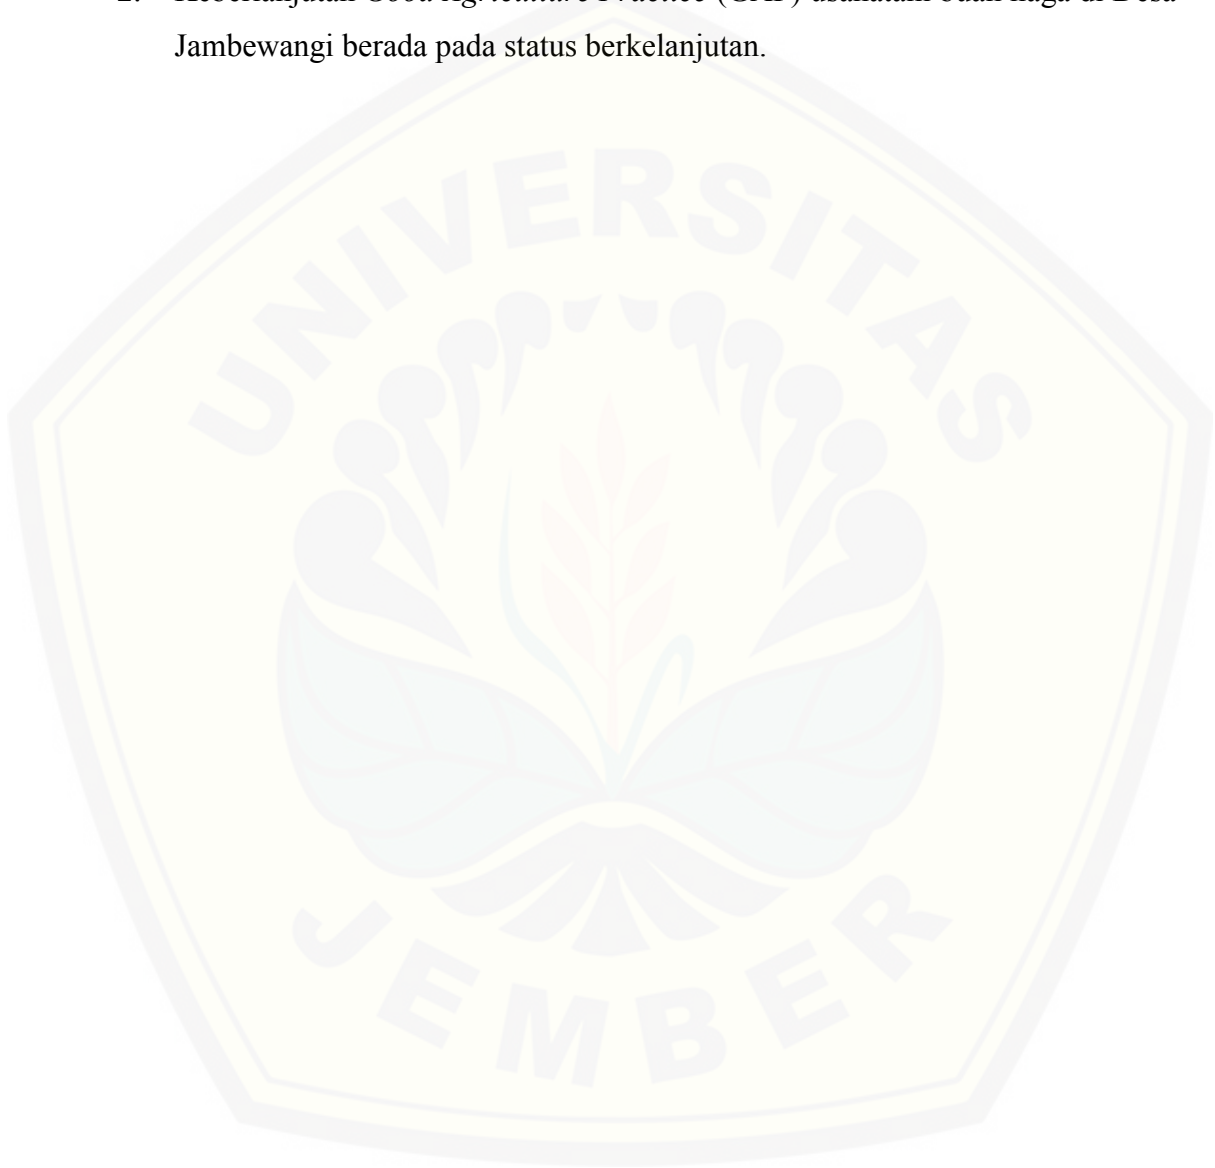 2. Keberlanjutan Good Agriculture Practice (GAP) usahatani buah naga di Desa
Jambewangi berada pada status berkelanjutan.
UNIVERSITAS
JEMBER